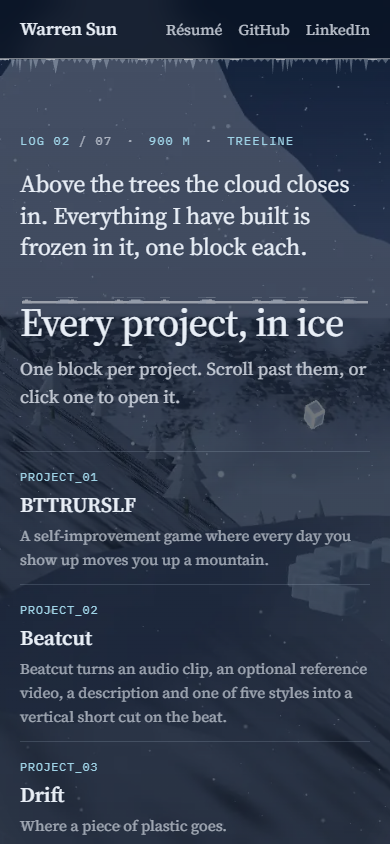 Warren Sun
Résumé GitHub LinkedIn
LOG 02 / 07 · 900 M · TREELINE
Above the trees the cloud closes
in. Everything I have built is
frozen in it, one block each.
Every project, in ice
One block per project. Scroll past them, or
click one to open it.
PROJECT_01
BTTRURSLF
A self-improvement game where every day you
show up moves you up a mountain.
PROJECT_02
Beatcut
Beatcut turns an audio clip, an optional reference
video, a description and one of five styles into a
vertical short cut on the beat.
PROJECT_03
Drift
Where a piece of plastic goes.